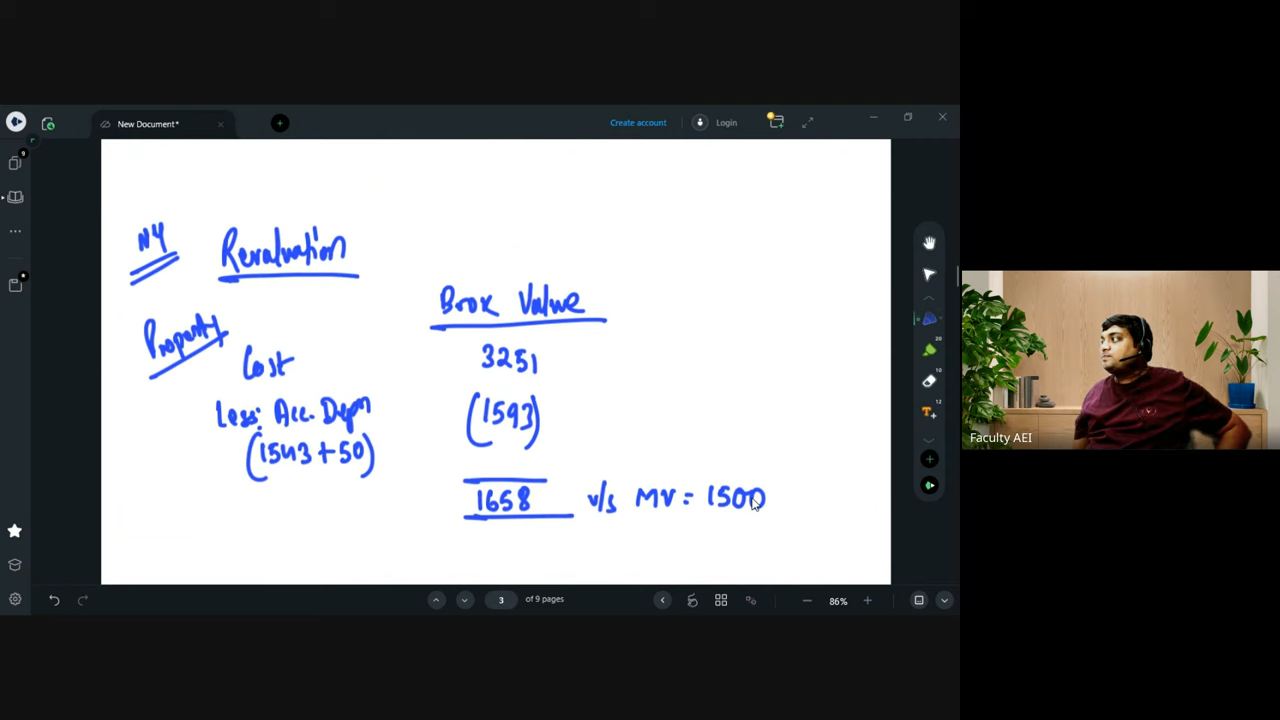 New Document*
Create account
Login
N4 Revaluation
Book Value
Property
Cost 3251
Less: Acc. Depn (1593)
(1543+50)
1658 v/s MV = 1500
Faculty AEI
3 of 9 pages
86%